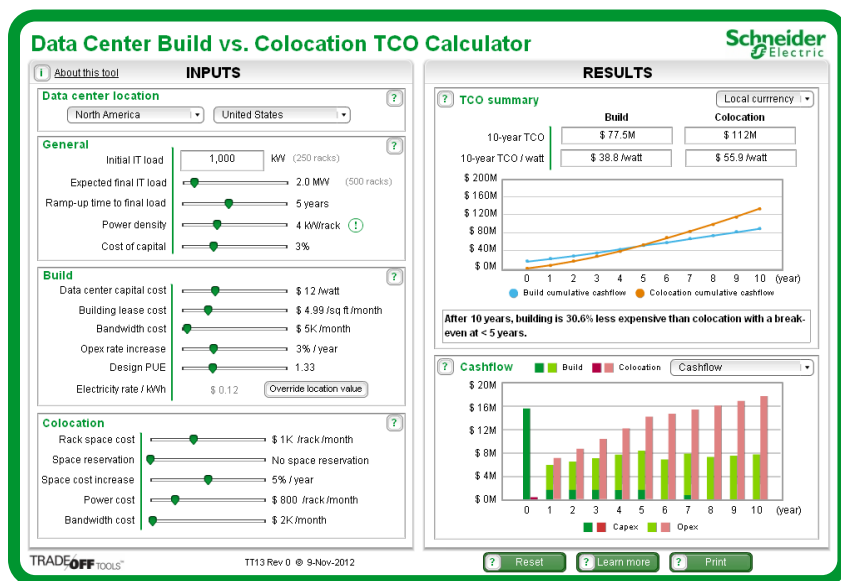 Data Center Build vs. Colocation TCO Calculator
Schneider
Electric
i About this tool
INPUTS
Data center location
?
North America
United States
General
?
Initial IT load 1,000 kW (250 racks)
Expected final IT load 2.0 MW (500 racks)
Ramp-up time to final load 5 years
Power density 4 kW/rack !
Cost of capital 3%
Build
?
Data center capital cost $ 12 /watt
Building lease cost $ 4.99 /sq ft /month
Bandwidth cost $ 5K /month
Opex rate increase 3% / year
Design PUE 1.33
Electricity rate / kWh $ 0.12 Override location value
Colocation
?
Rack space cost $ 1K /rack /month
Space reservation No space reservation
Space cost increase 5% / year
Power cost $ 800 /rack /month
Bandwidth cost $ 2K /month
RESULTS
? TCO summary
Local currrency
Build Colocation
10-year TCO $ 77.5M $ 112M
10-year TCO / watt $ 38.8 /watt $ 55.9 /watt
$ 200M
$ 160M
$ 120M
$ 80M
$ 40M
$ 0M
0 1 2 3 4 5 6 7 8 9 10 (year)
Build cumulative cashflow Colocation cumulative cashflow
After 10 years, building is 30.6% less expensive than colocation with a break-
even at < 5 years.
? Cashflow Build Colocation Cashflow
$ 20M
$ 16M
$ 12M
$ 8M
$ 4M
$ 0M
0 1 2 3 4 5 6 7 8 9 10 (year)
Capex Opex
TRADE OFF TOOLS™
TT13 Rev 0 © 9-Nov-2012
? Reset
? Learn more
? Print